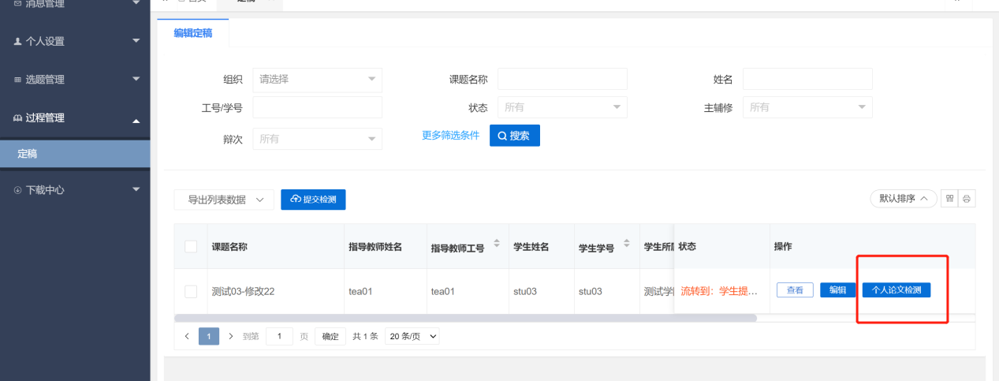 消息管理
首页
定稿
个人设置
选题管理
过程管理
定稿
下载中心
编辑定稿
组织 请选择 课题名称 姓名
工号/学号 状态 所有 主辅修 所有
辩次 所有 更多筛选条件 搜索
导出列表数据 提交检测 默认排序
课题名称 指导教师姓名 指导教师工号 学生姓名 学生学号 学生所 状态 操作
测试03-修改22 tea01 tea01 stu03 stu03 测试学 流转到：学生提... 查看 编辑 个人论文检测
1 到第 1 页 确定 共 1 条 20 条/页